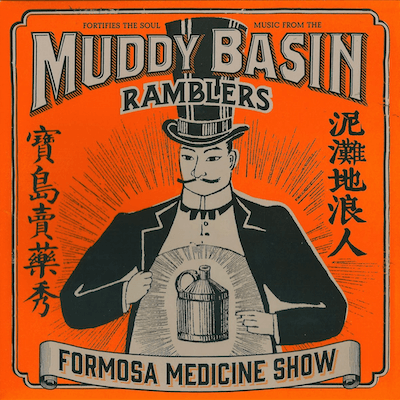 FORTIFIES THE SOUL
MUSIC FROM THE
MUDDY BASIN
RAMBLERS
泥灘地浪人
寶島賣藥秀
FORMOSA MEDICINE SHOW